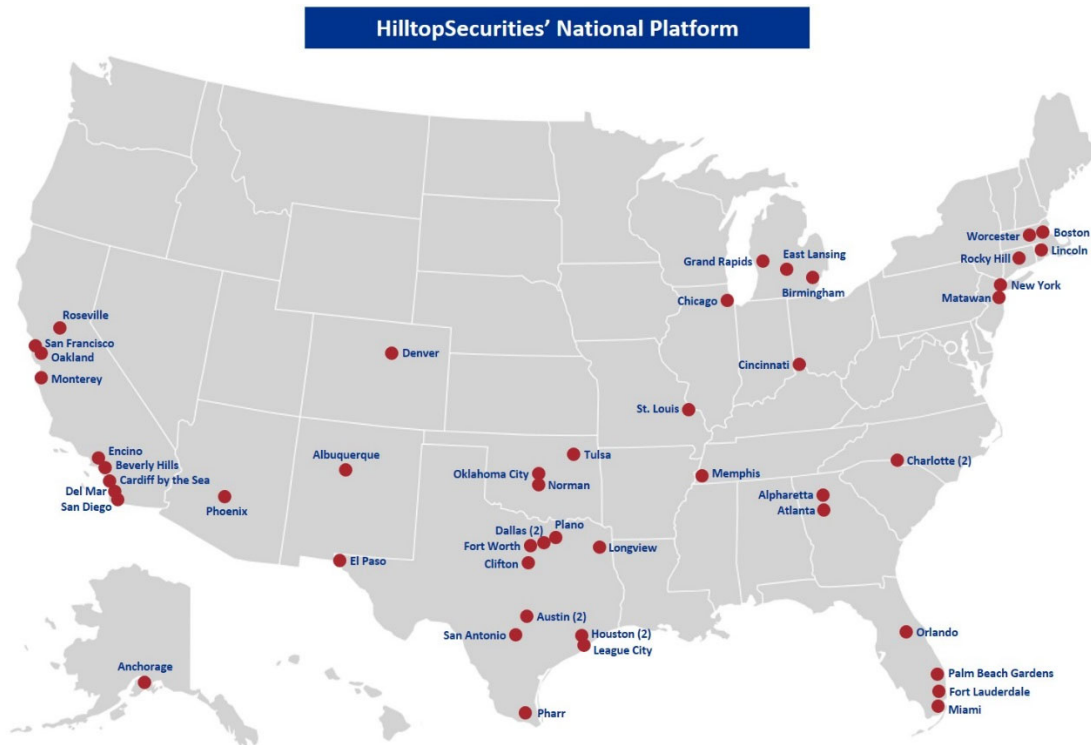 HilltopSecurities' National Platform
Worcester
Boston
Lincoln
Rocky Hill
Grand Rapids
East Lansing
Birmingham
New York
Matawan
Chicago
Roseville
San Francisco
Oakland
Denver
Cincinnati
Monterey
St. Louis
Encino
Beverly Hills
Cardiff by the Sea
Del Mar
San Diego
Albuquerque
Tulsa
Oklahoma City
Norman
Memphis
Charlotte (2)
Phoenix
Alpharetta
Atlanta
Plano
Dallas (2)
Fort Worth
Longview
Clifton
El Paso
Austin (2)
San Antonio
Houston (2)
League City
Orlando
Anchorage
Palm Beach Gardens
Fort Lauderdale
Miami
Pharr